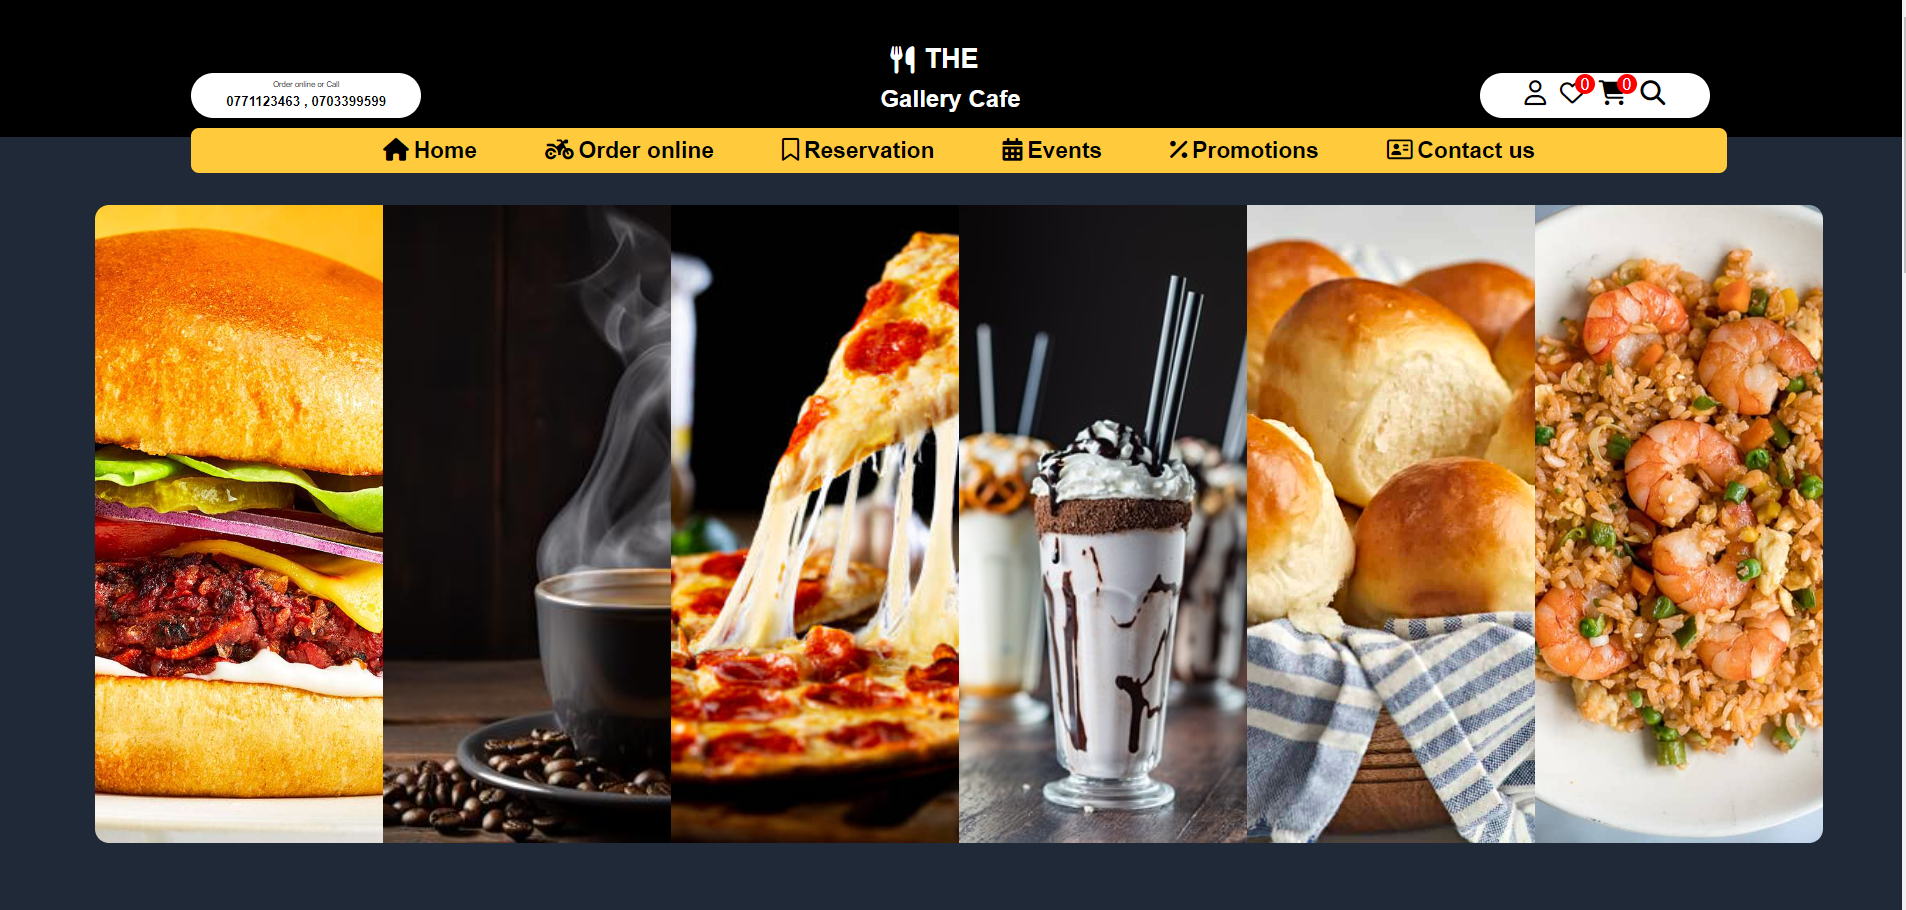 THE
Gallery Cafe
Order online or Call
0771123463 , 0703399599
0 0
Home Order online Reservation Events Promotions Contact us